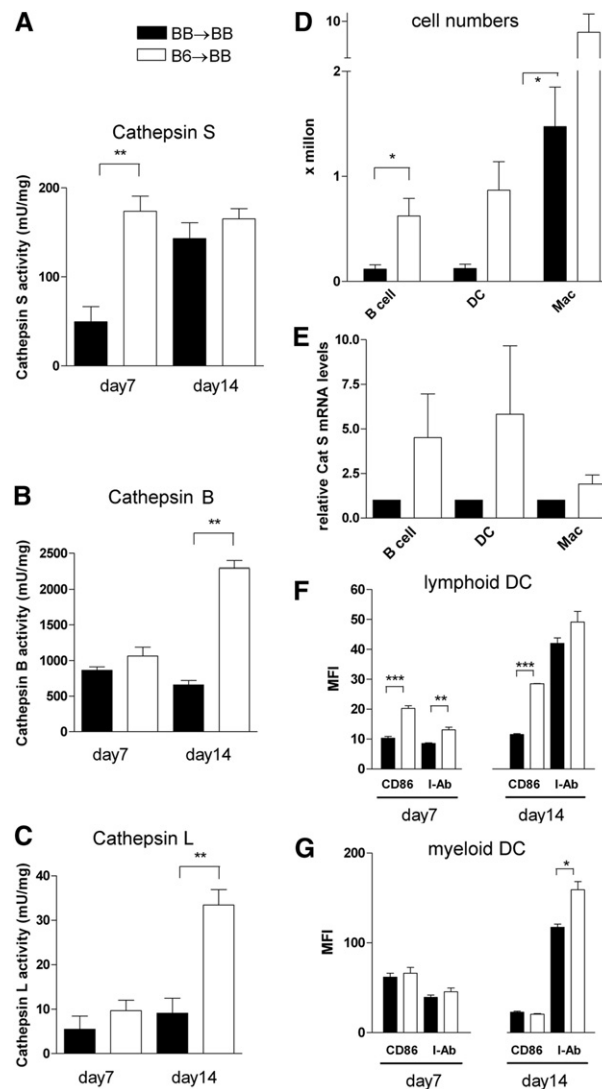 A
BB→BB
B6→BB
Cathepsin S
**
Cathepsin S activity (mU/mg)
200
150
100
50
0
day7
day14
B
Cathepsin B
**
Cathepsin B activity (mU/mg)
2500
2000
1500
1000
500
0
day7
day14
C
Cathepsin L
**
Cathepsin L activity (mU/mg)
40
30
20
10
0
day7
day14
D
cell numbers
x millon
10
2
1
0
*
*
B cell
DC
Mac
E
relative Cat S mRNA levels
10.0
7.5
5.0
2.5
0.0
B cell
DC
Mac
F
lymphoid DC
MFI
60
50
40
30
20
10
0
***
**
***
CD86
I-Ab
CD86
I-Ab
day7
day14
G
myeloid DC
MFI
200
100
0
*
CD86
I-Ab
CD86
I-Ab
day7
day14